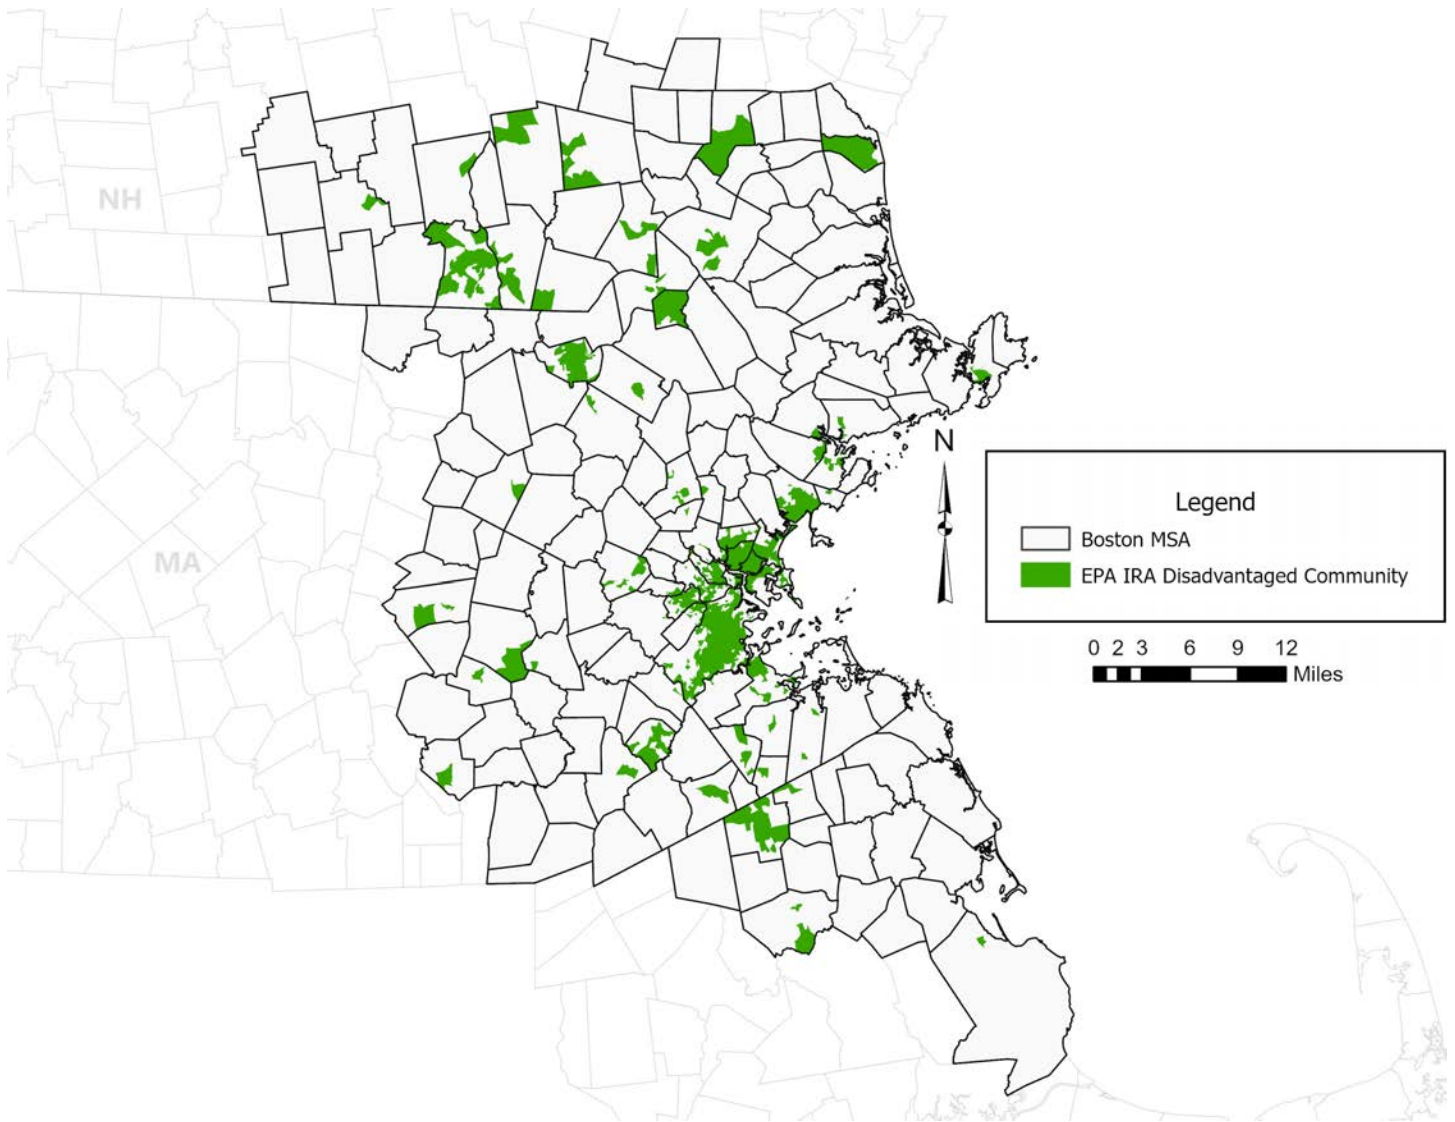 NH
MA
N
Legend
Boston MSA
EPA IRA Disadvantaged Community
0 2 3 6 9 12
Miles